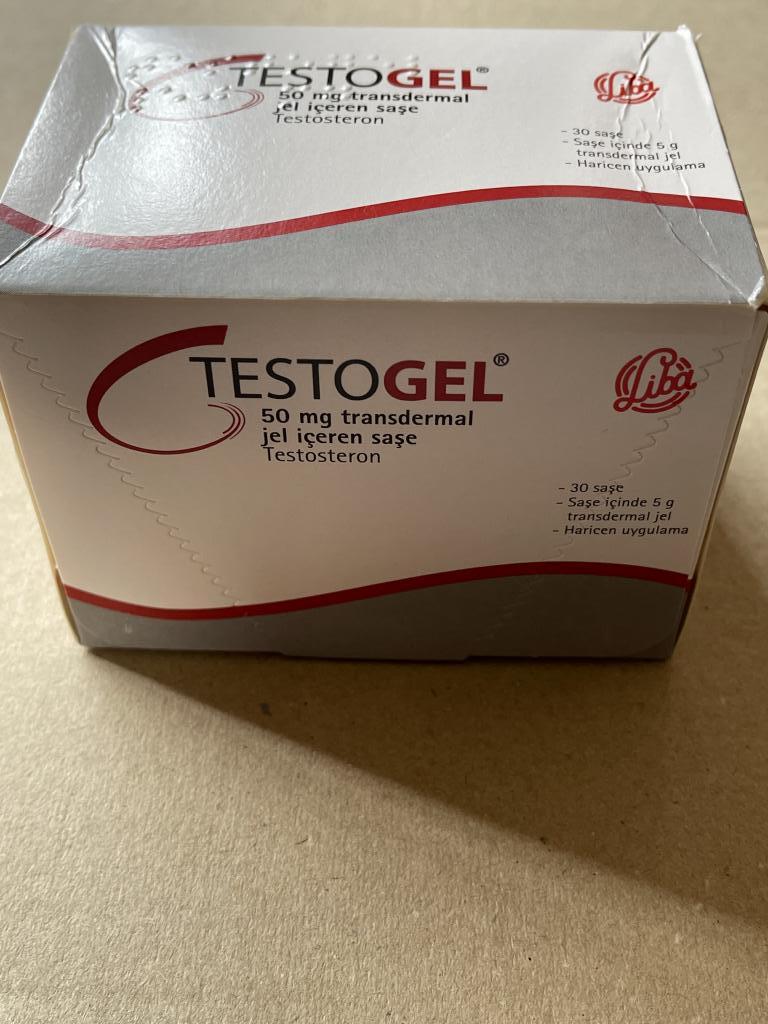 TESTOGEL®
50 mg transdermal
jel içeren saşe
Testosteron
Liba
- 30 saşe
- Saşe içinde 5 g
transdermal jel
- Haricen uygulama
TESTOGEL®
50 mg transdermal
jel içeren saşe
Testosteron
Liba
- 30 saşe
- Saşe içinde 5 g
transdermal jel
- Haricen uygulama